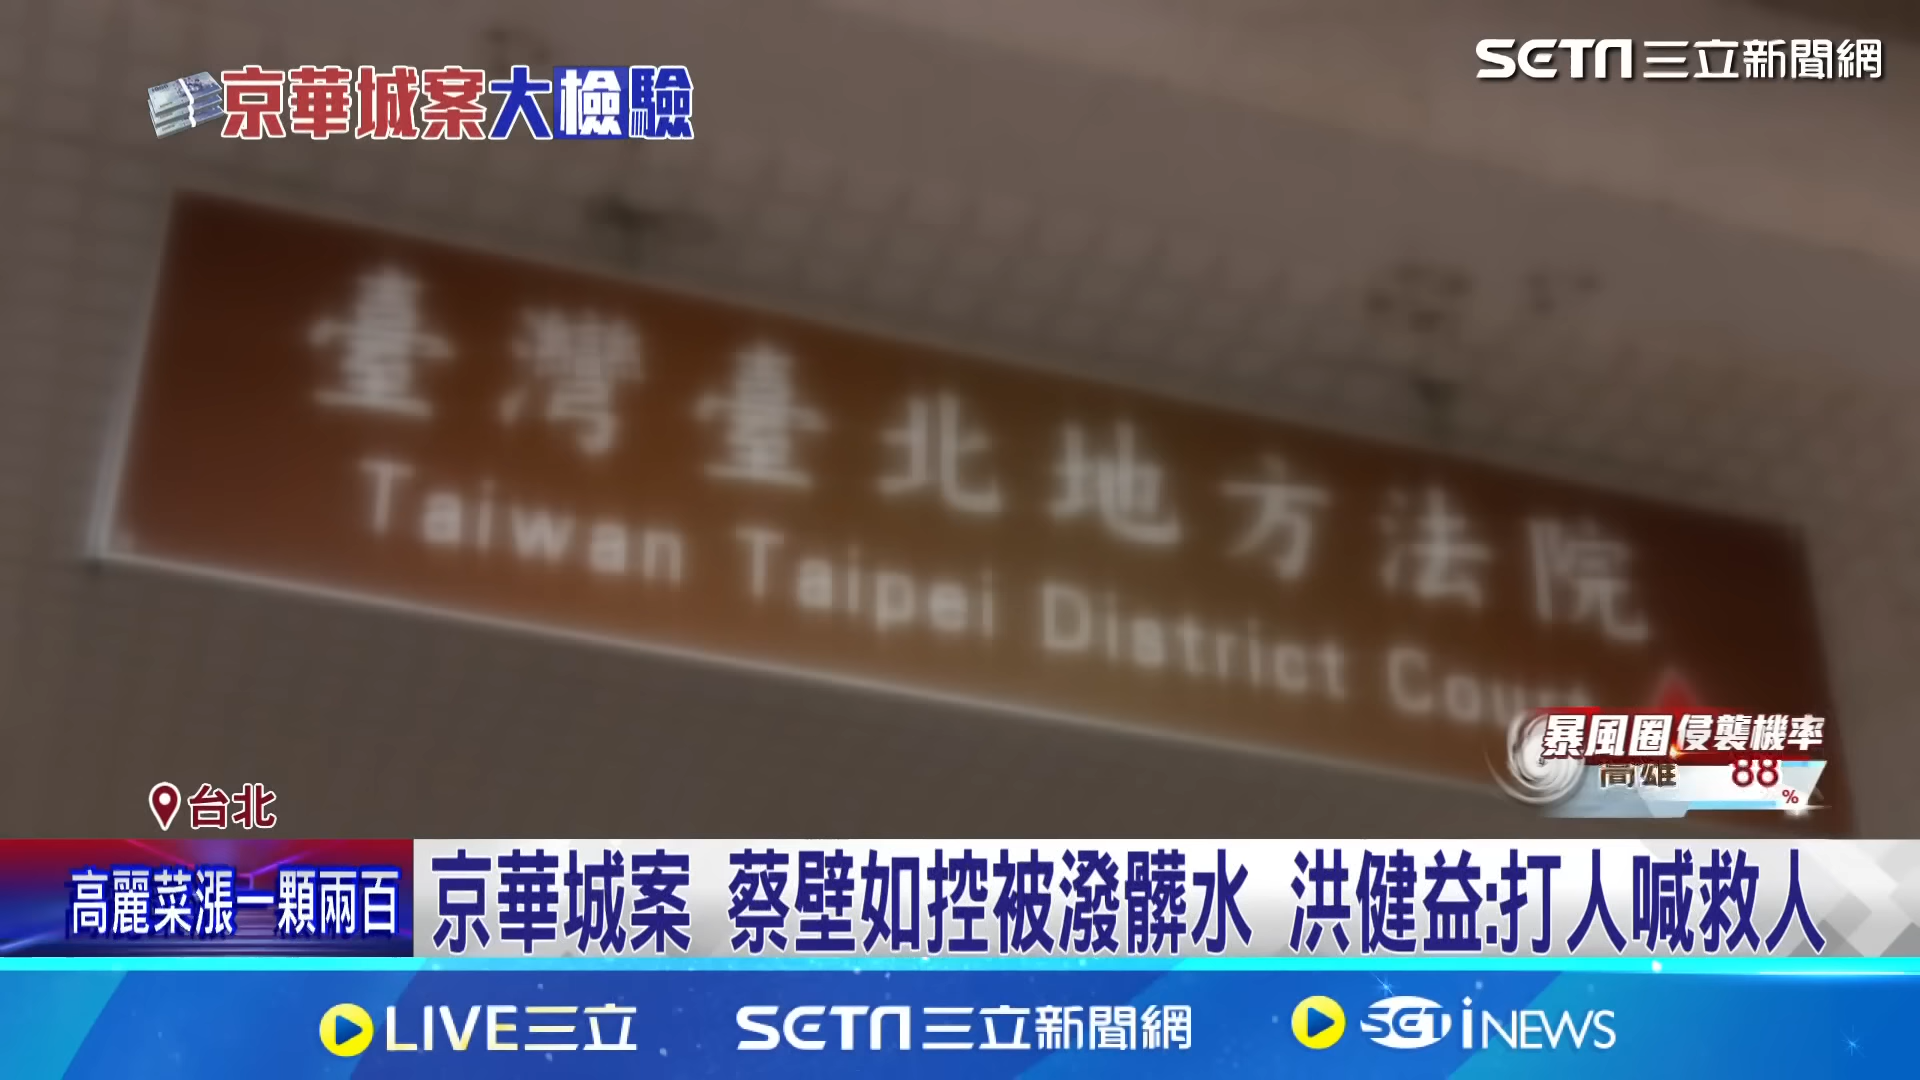 京華城案大檢驗
SETN三立新聞網
臺灣臺北地方法院
Taiwan Taipei District Court
暴風圈侵襲機率
高雄 88%
台北
高麗菜漲一顆兩百
京華城案 蔡壁如控被潑髒水 洪健益:打人喊救人
LIVE三立
SETN三立新聞網
SET iNEWS